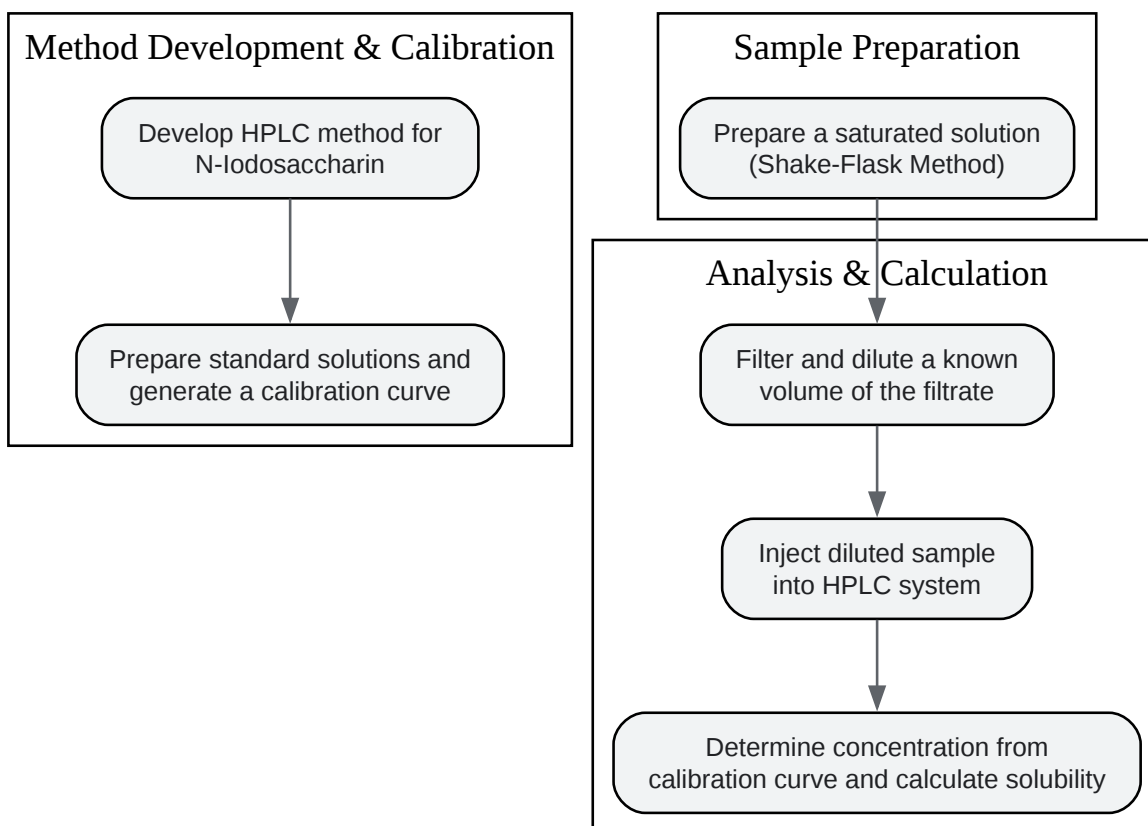 Method Development & Calibration
Develop HPLC method for
N-Iodosaccharin
Prepare standard solutions and
generate a calibration curve
Sample Preparation
Prepare a saturated solution
(Shake-Flask Method)
Analysis & Calculation
Filter and dilute a known
volume of the filtrate
Inject diluted sample
into HPLC system
Determine concentration from
calibration curve and calculate solubility